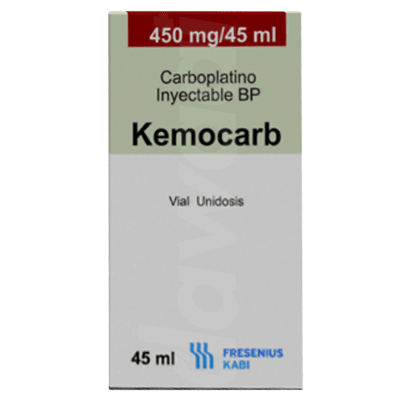 450 mg/45 ml
Carboplatino
Inyectable BP
Kemocarb
Vial Unidosis
45 ml
FRESENIUS
KABI